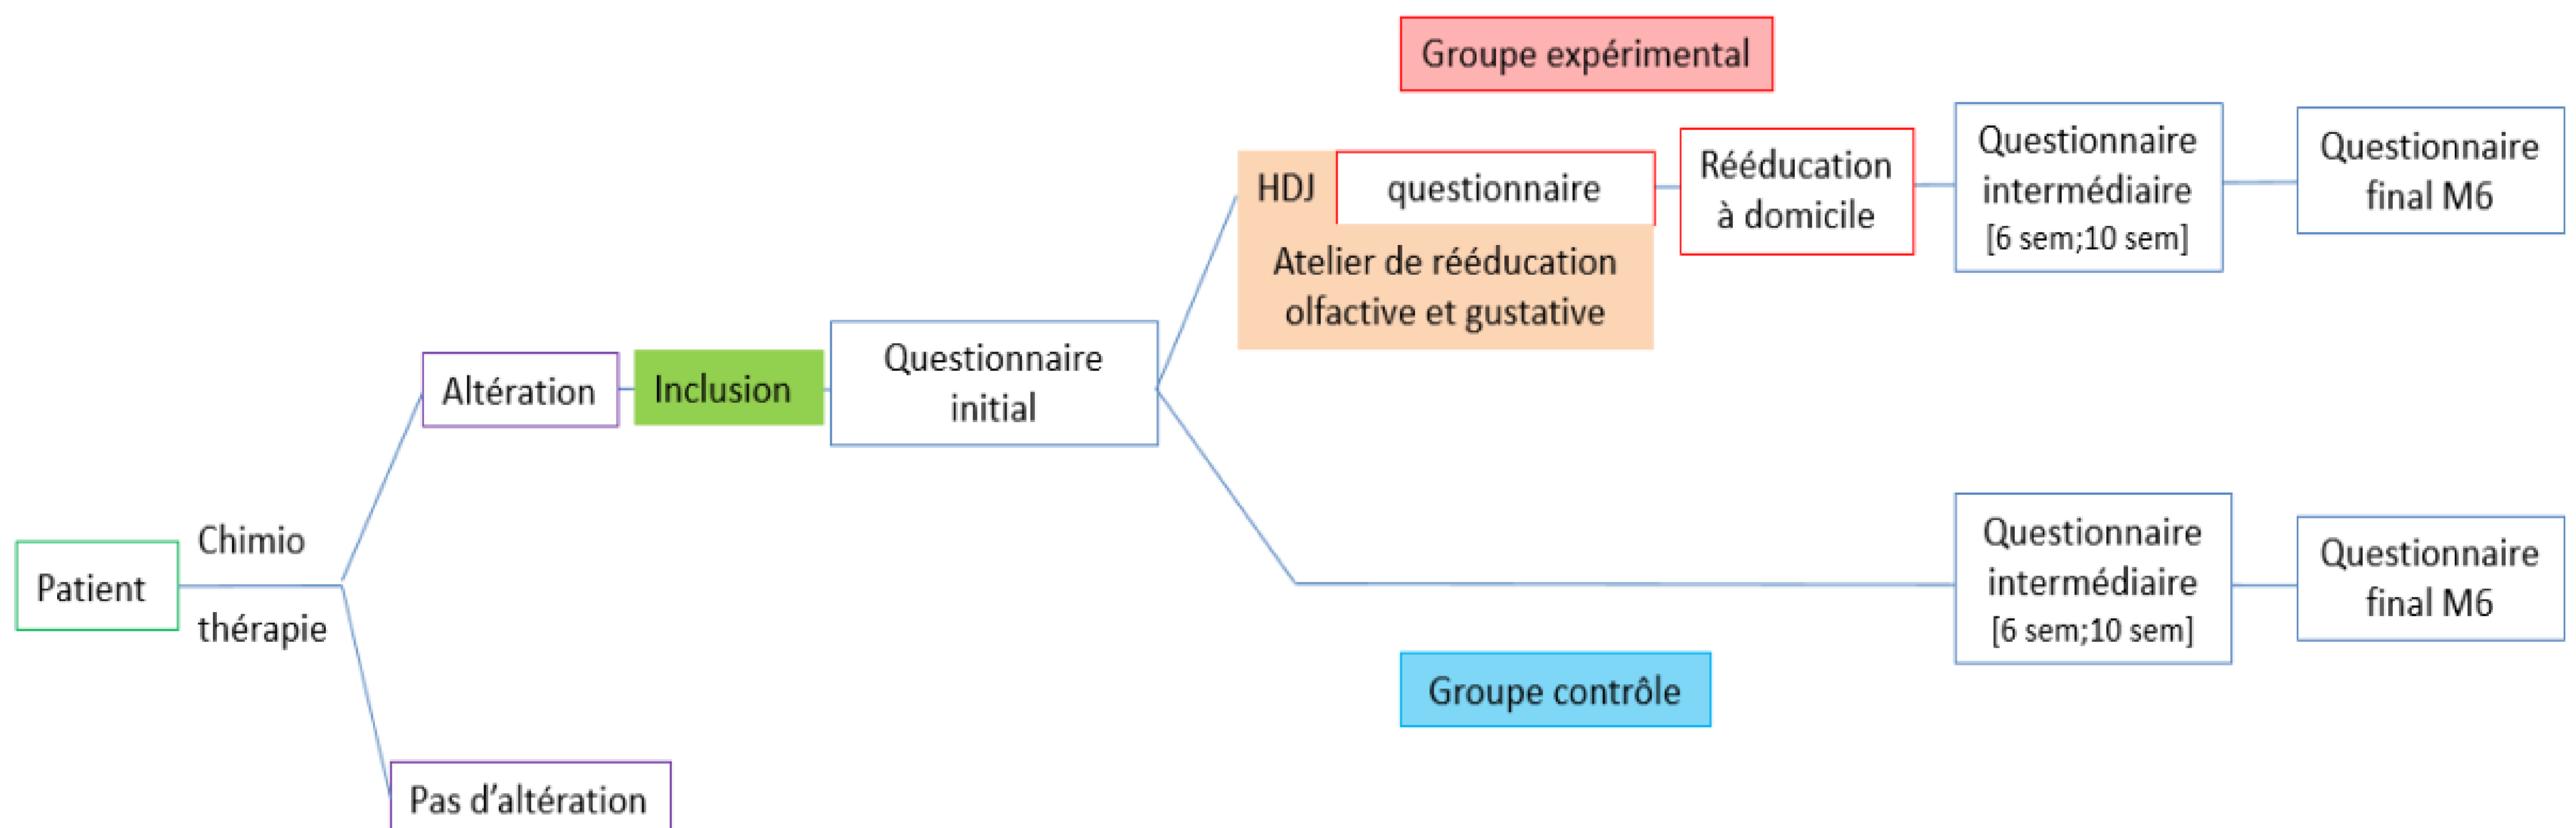 Groupe expérimental
HDJ
questionnaire
Atelier de rééducation
olfactive et gustative
Rééducation
à domicile
Questionnaire
intermédiaire
[6 sem;10 sem]
Questionnaire
final M6
Altération
Inclusion
Questionnaire
initial
Patient
Chimio
thérapie
Pas d’altération
Questionnaire
intermédiaire
[6 sem;10 sem]
Questionnaire
final M6
Groupe contrôle